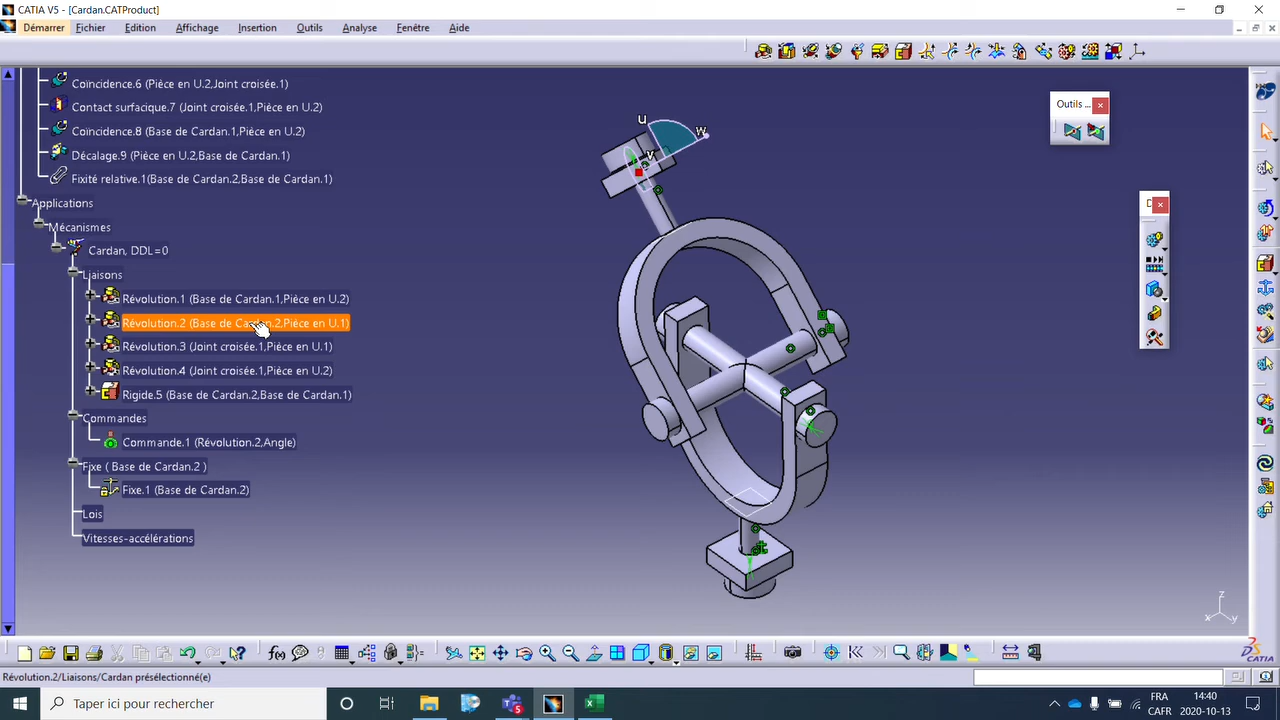 CATIA V5 - [Cardan.CATProduct]
Démarrer Fichier Edition Affichage Insertion Outils Analyse Fenêtre Aide
Coïncidence.6 (Pièce en U.2,Joint croisée.1)
Contact surfacique.7 (Joint croisée.1,Pièce en U.2)
Coïncidence.8 (Base de Cardan.1,Pièce en U.2)
Décalage.9 (Pièce en U.2,Base de Cardan.1)
Fixité relative.1(Base de Cardan.2,Base de Cardan.1)
Applications
Mécanismes
Cardan, DDL=0
Liaisons
Révolution.1 (Base de Cardan.1,Pièce en U.2)
Révolution.2 (Base de Cardan.2,Pièce en U.1)
Révolution.3 (Joint croisée.1,Pièce en U.1)
Révolution.4 (Joint croisée.1,Pièce en U.2)
Rigide.5 (Base de Cardan.2,Base de Cardan.1)
Commandes
Commande.1 (Révolution.2,Angle)
Fixe ( Base de Cardan.2 )
Fixe.1 (Base de Cardan.2)
Lois
Vitesses-accélérations
u
w
v
Outils ...
D...
z
x y
f(x)
CATIA
Révolution.2/Liaisons/Cardan présélectionné(e)
Taper ici pour rechercher
FRA
CAFR
14:40
2020-10-13